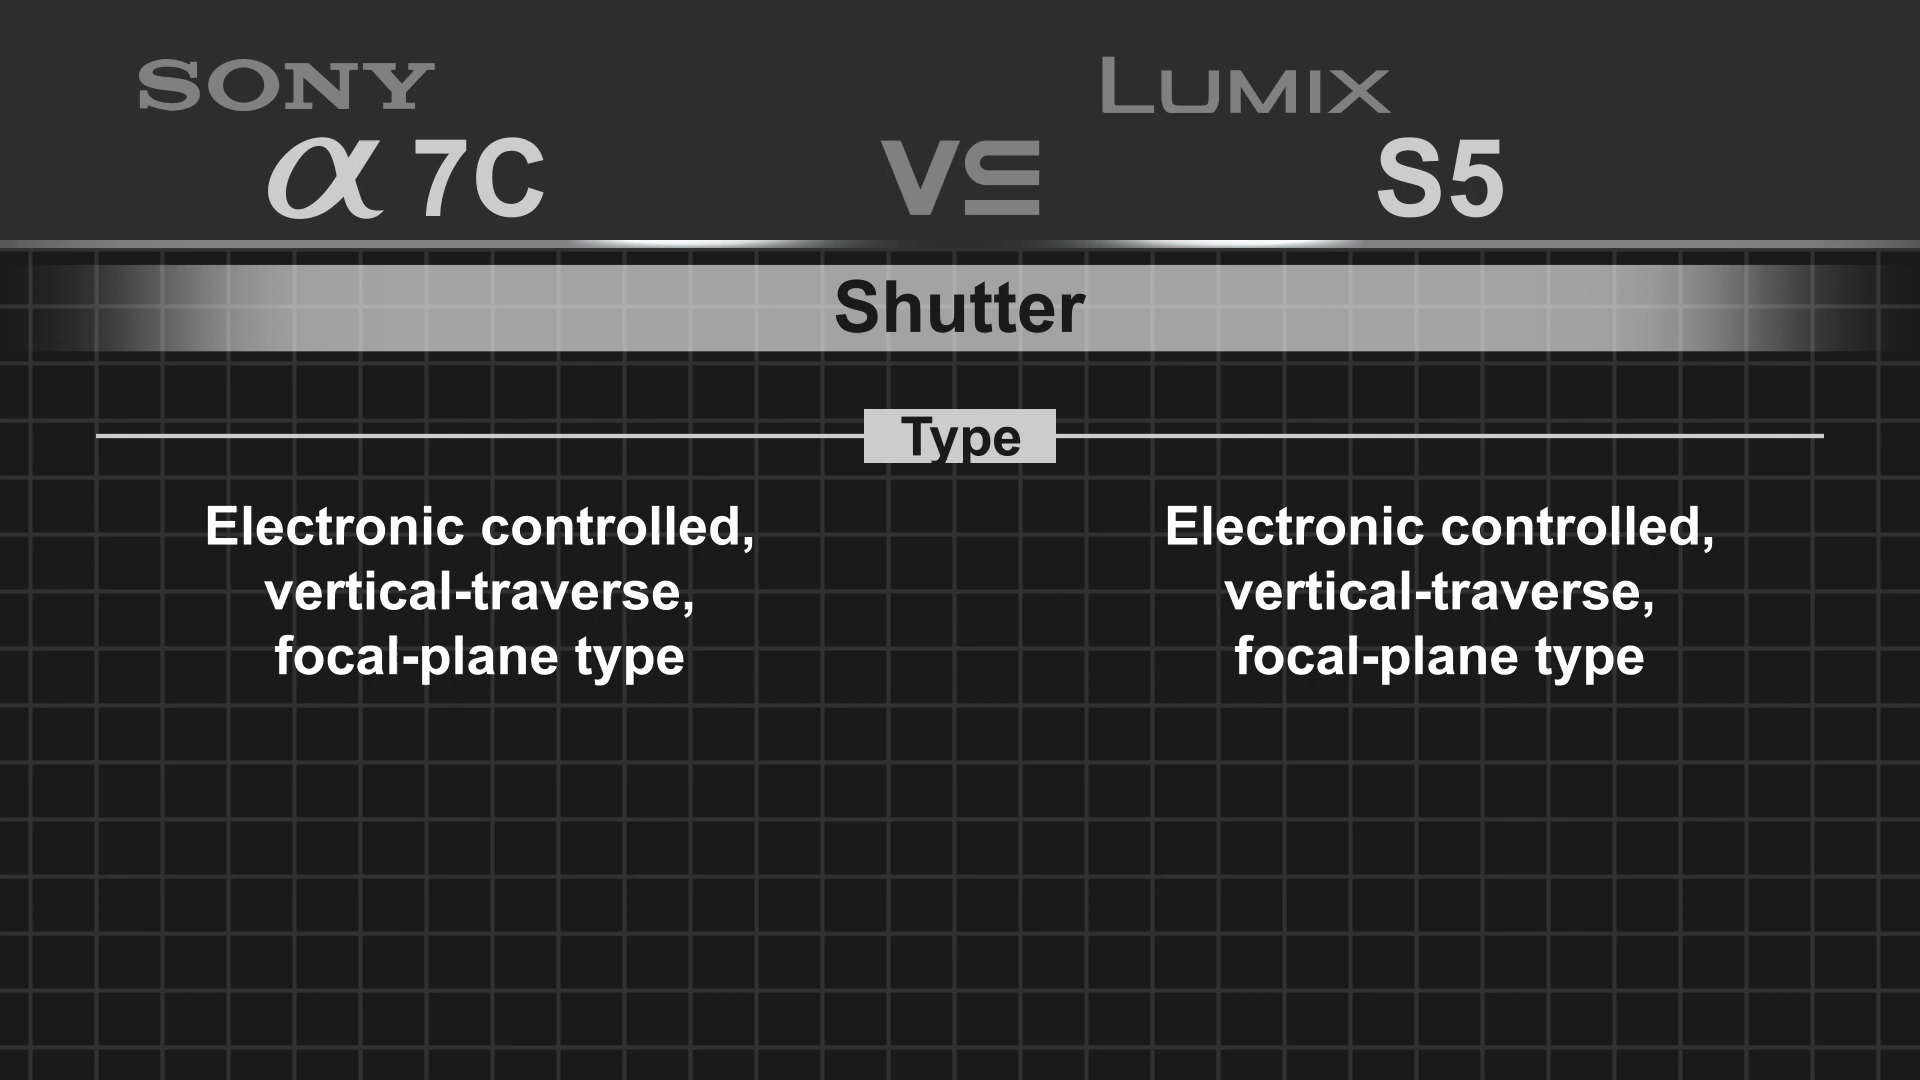 SONY
α 7C
VS
LUMIX
S5
Shutter
Type
Electronic controlled,
vertical-traverse,
focal-plane type
Electronic controlled,
vertical-traverse,
focal-plane type